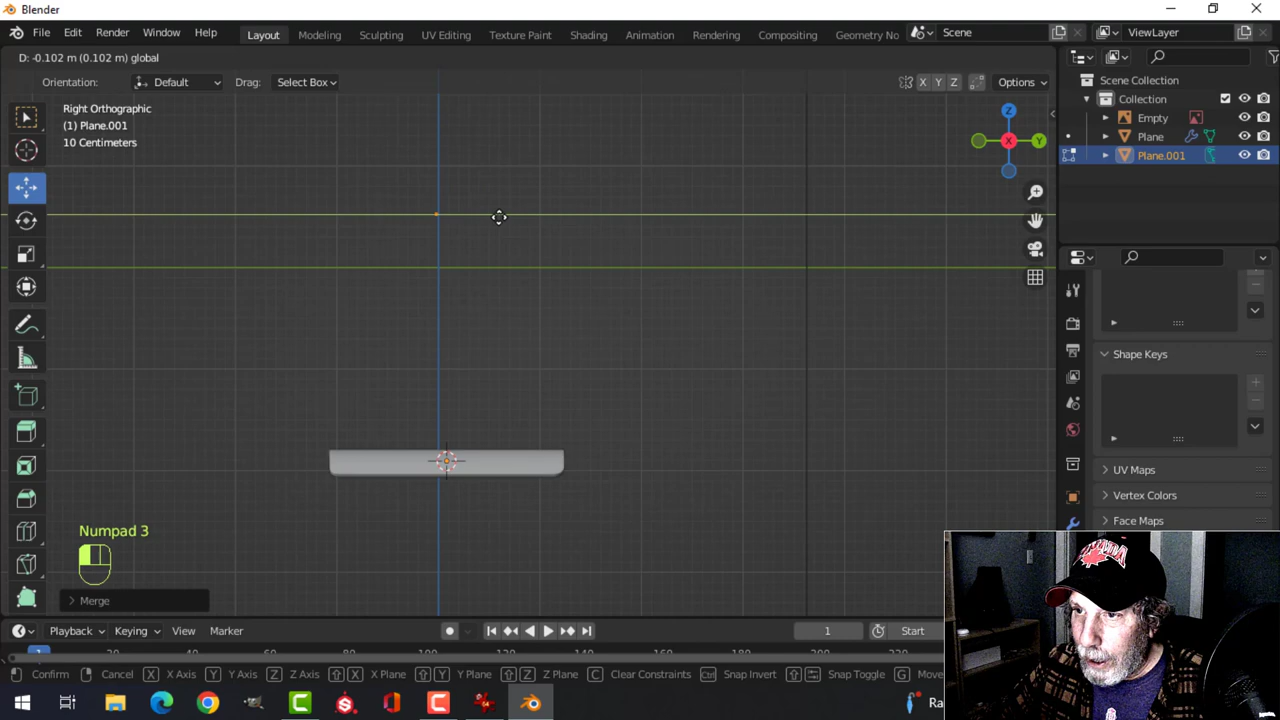 Blender
File Edit Render Window Help
Layout Modeling Sculpting UV Editing Texture Paint Shading Animation Rendering Compositing Geometry No
Scene
ViewLayer
D: -0.102 m (0.102 m) global
Orientation: Default Drag: Select Box
X Y Z Options
Right Orthographic
(1) Plane.001
10 Centimeters
Z
X
Y
Scene Collection
Collection
Empty
Plane
Plane.001
Shape Keys
UV Maps
Vertex Colors
Face Maps
Numpad 3
Merge
Playback Keying View Marker
1
Start
1
Confirm Cancel X X Axis Y Y Axis Z Z Axis X X Plane Y Y Plane Z Z Plane C Clear Constraints Ctrl Snap Invert Snap Toggle G Move
Ra